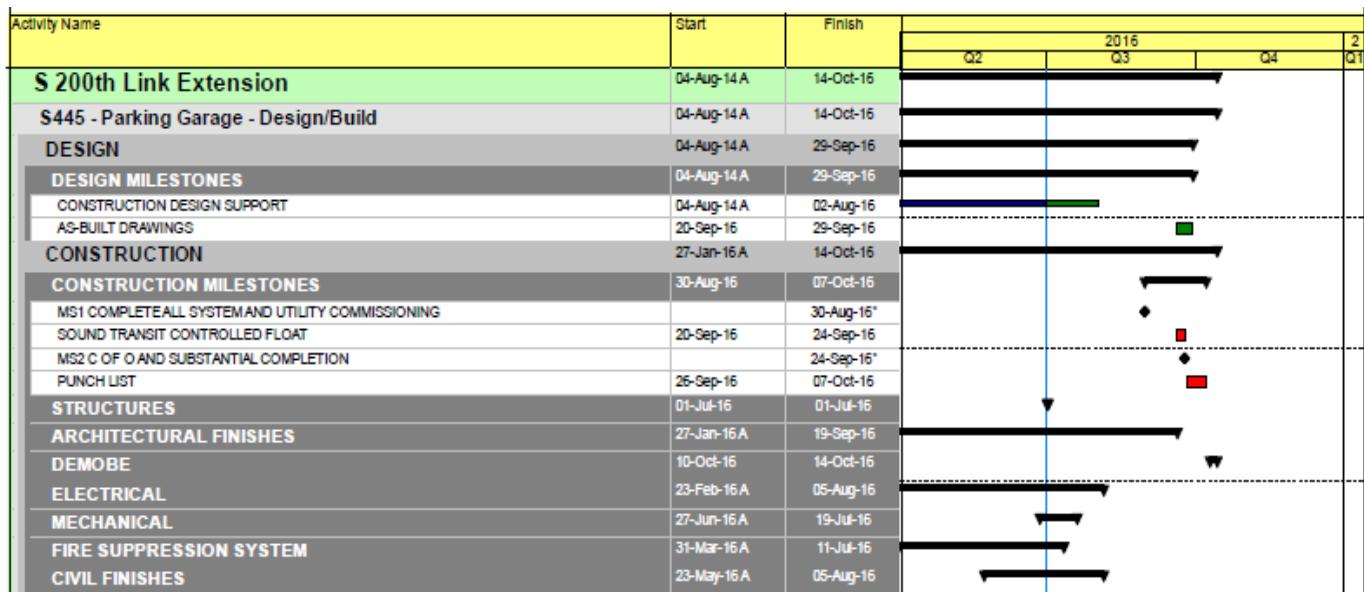 Activity Name Start Finish
2016 2
Q2 Q3 Q4 Q1
S 200th Link Extension 04-Aug-14 A 14-Oct-16
S445 - Parking Garage - Design/Build 04-Aug-14 A 14-Oct-16
DESIGN 04-Aug-14 A 29-Sep-16
DESIGN MILESTONES 04-Aug-14 A 29-Sep-16
CONSTRUCTION DESIGN SUPPORT 04-Aug-14 A 02-Aug-16
AS-BUILT DRAWINGS 20-Sep-16 29-Sep-16
CONSTRUCTION 27-Jan-16 A 14-Oct-16
CONSTRUCTION MILESTONES 30-Aug-16 07-Oct-16
MS1 COMPLETE ALL SYSTEM AND UTILITY COMMISSIONING 30-Aug-16*
SOUND TRANSIT CONTROLLED FLOAT 20-Sep-16 24-Sep-16
MS2 C OF O AND SUBSTANTIAL COMPLETION 24-Sep-16*
PUNCH LIST 26-Sep-16 07-Oct-16
STRUCTURES 01-Jul-16 01-Jul-16
ARCHITECTURAL FINISHES 27-Jan-16 A 19-Sep-16
DEMOBE 10-Oct-16 14-Oct-16
ELECTRICAL 23-Feb-16 A 05-Aug-16
MECHANICAL 27-Jun-16 A 19-Jul-16
FIRE SUPPRESSION SYSTEM 31-Mar-16 A 11-Jul-16
CIVIL FINISHES 23-May-16 A 05-Aug-16